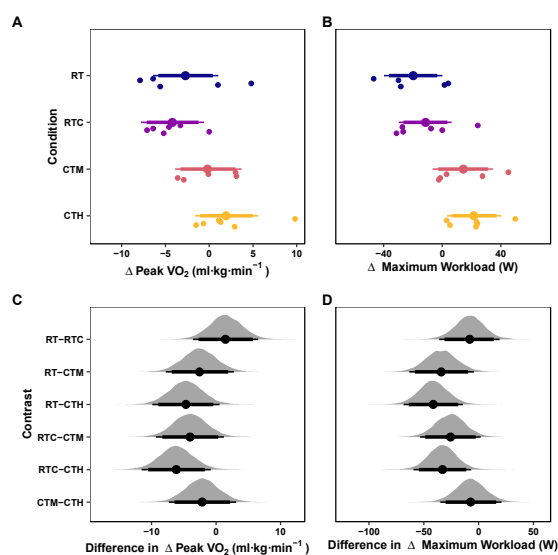 A
B
Condition
RT
RTC
CTM
CTH
−10
−5
0
5
10
−40
0
40
Δ Peak VO₂ (ml·kg·min⁻¹)
Δ Maximum Workload (W)
C
D
Contrast
RT−RTC
RT−CTM
RT−CTH
RTC−CTM
RTC−CTH
CTM−CTH
−10
0
10
−100
−50
0
Difference in Δ Peak VO₂ (ml·kg·min⁻¹)
Difference in Δ Maximum Workload (W)